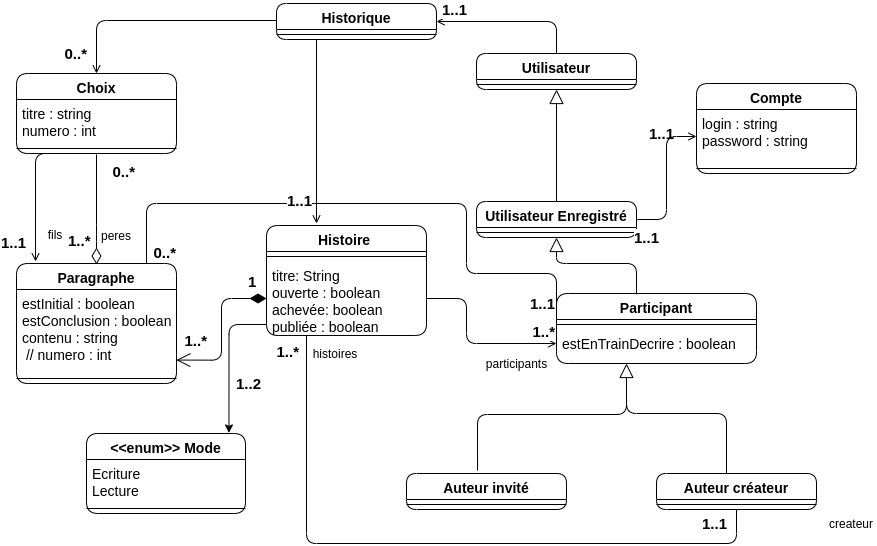 Historique
1..1
0..*
Utilisateur
Choix
titre : string
numero : int
Compte
login : string
password : string
1..1
0..*
1..1
Utilisateur Enregistré
1..1
fils
1..*
peres
1..1
0..*
Histoire
titre: String
ouverte : boolean
achevée: boolean
publiée : boolean
Paragraphe
estInitial : boolean
estConclusion : boolean
contenu : string
// numero : int
1
1..*
1..1
Participant
estEnTrainDecrire : boolean
1..*
participants
1..*
histoires
1..2
<<enum>> Mode
Ecriture
Lecture
Auteur invité
Auteur créateur
1..1
createur